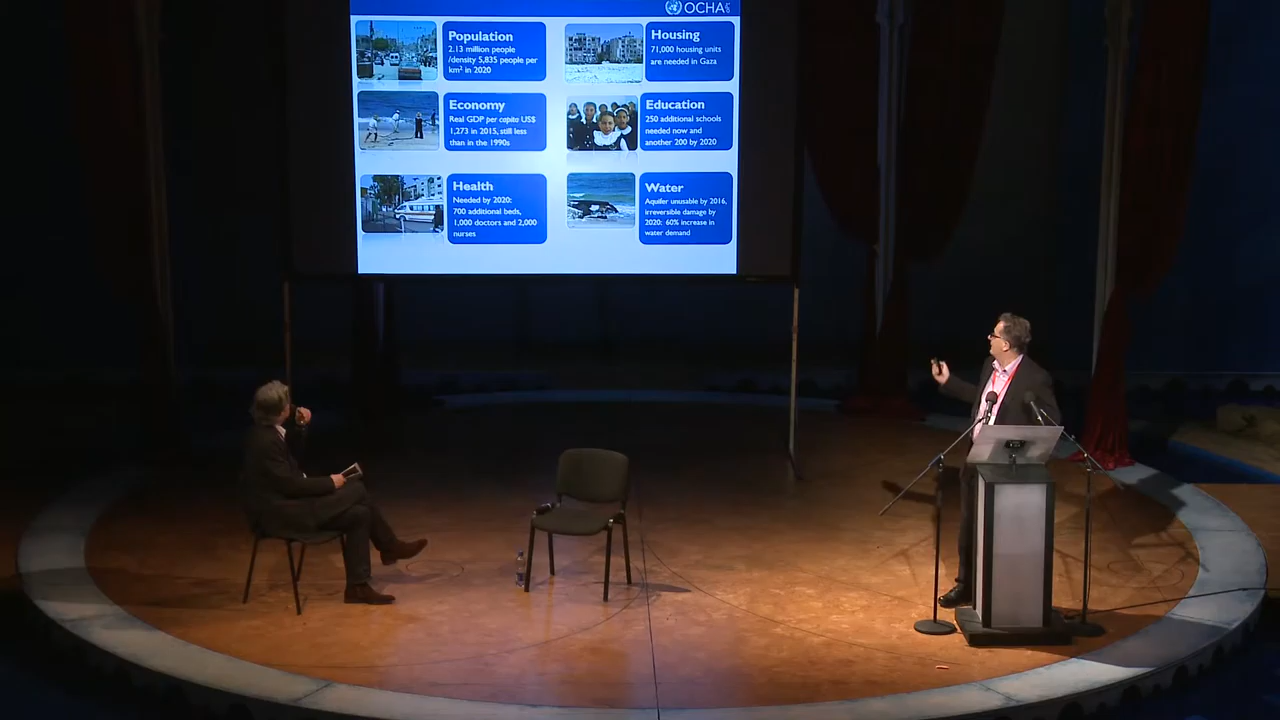 OCHA
Population
2.13 million people
/density 5,835 people per
km² in 2020
Housing
71,000 housing units
are needed in Gaza
Economy
Real GDP per capita US$
1,273 in 2015, still less
than in the 1990s
Education
250 additional schools
needed now and
another 200 by 2020
Health
Needed by 2020:
700 additional beds,
1,000 doctors and 2,000
nurses
Water
Aquifer unusable by 2016,
irreversible damage by
2020: 60% increase in
water demand